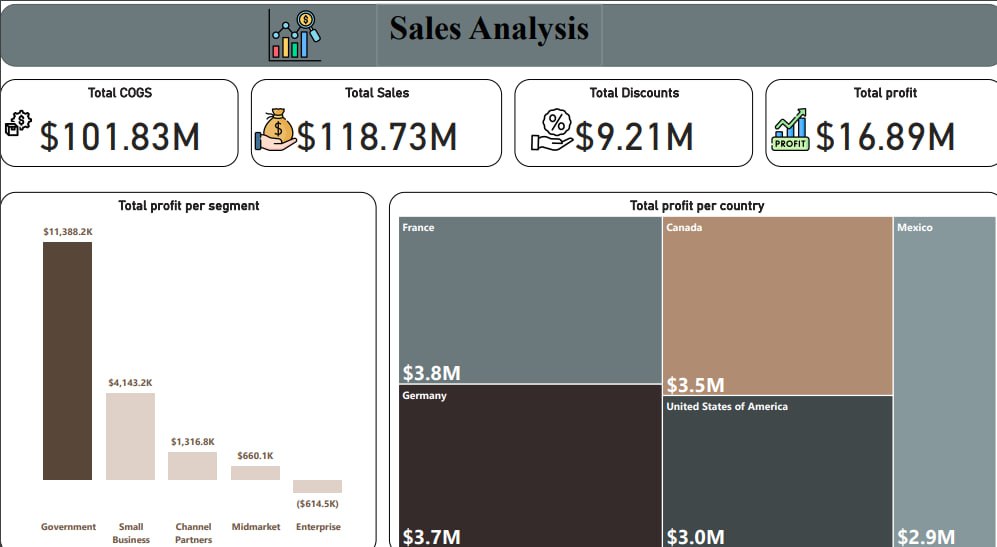 Sales Analysis
Total COGS
$101.83M
Total Sales
$118.73M
Total Discounts
$9.21M
Total profit
PROFIT
$16.89M
Total profit per segment
$11,388.2K
$4,143.2K
$1,316.8K
$660.1K
($614.5K)
Government
Small
Business
Channel
Partners
Midmarket
Enterprise
Total profit per country
France
$3.8M
Germany
$3.7M
Canada
$3.5M
United States of America
$3.0M
Mexico
$2.9M